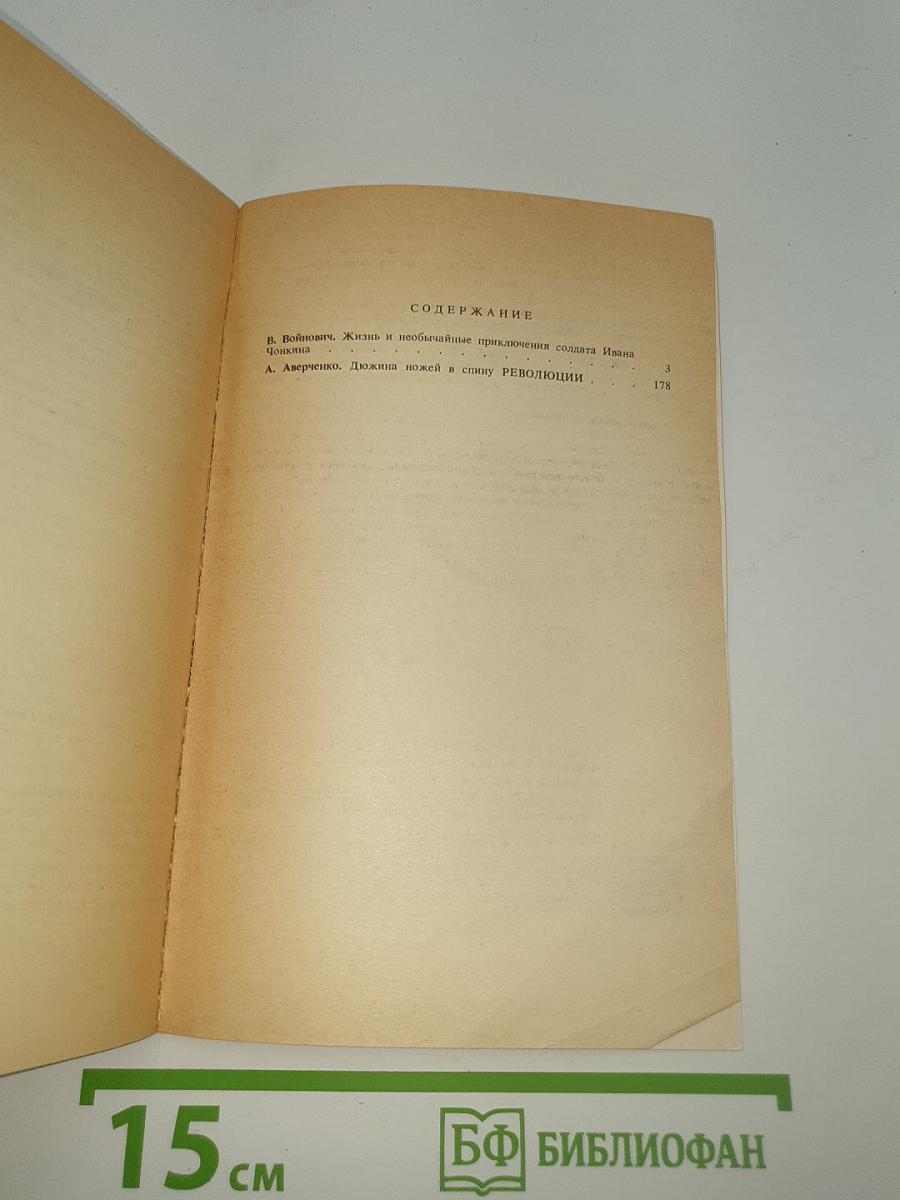 СОДЕРЖАНИЕ
В. Войнович. Жизнь и необычайные приключения солдата Ивана
Чонкина . . . . . . . . . . . . . . . 3
А. Аверченко. Дюжина ножей в спину РЕВОЛЮЦИИ . . . 178
15 см
БФ БИБЛИОФАН